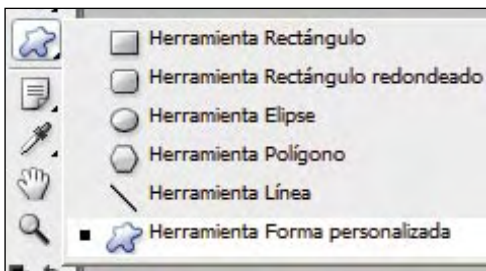 Herramienta Rectángulo
Herramienta Rectángulo redondeado
Herramienta Elipse
Herramienta Polígono
Herramienta Línea
Herramienta Forma personalizada